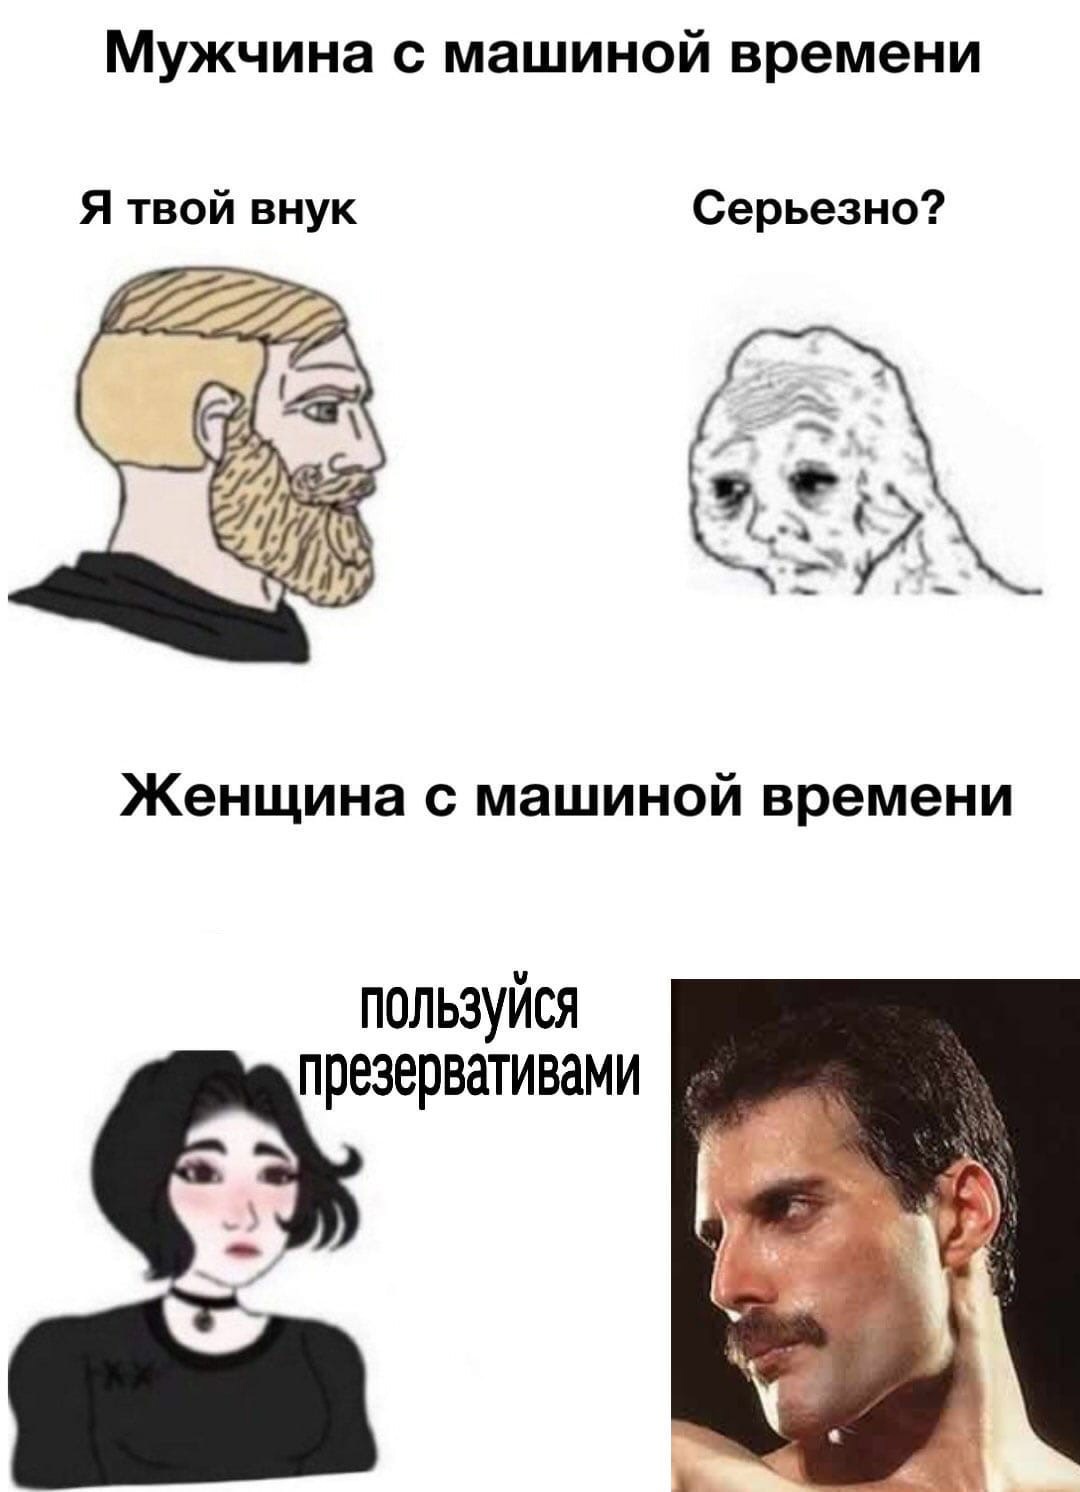 Мужчина с машиной времени
Я твой внук
Серьезно?
Женщина с машиной времени
пользуйся
презервативами